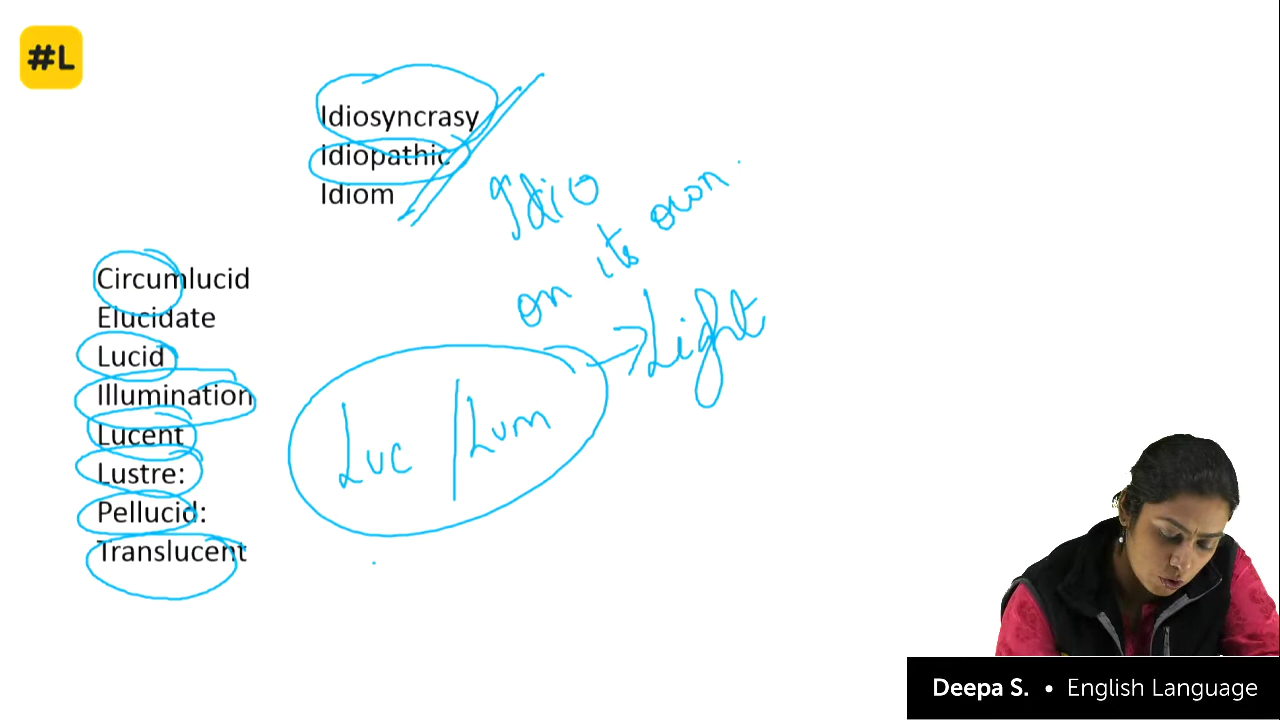 #L
Idiosyncrasy
Idiopathic
Idiom
Idio
on its own
Circumlucid
Elucidate
Lucid
Illumination
Lucent
Lustre:
Pellucid:
Translucent
Luc / Lum
Light
Deepa S. • English Language